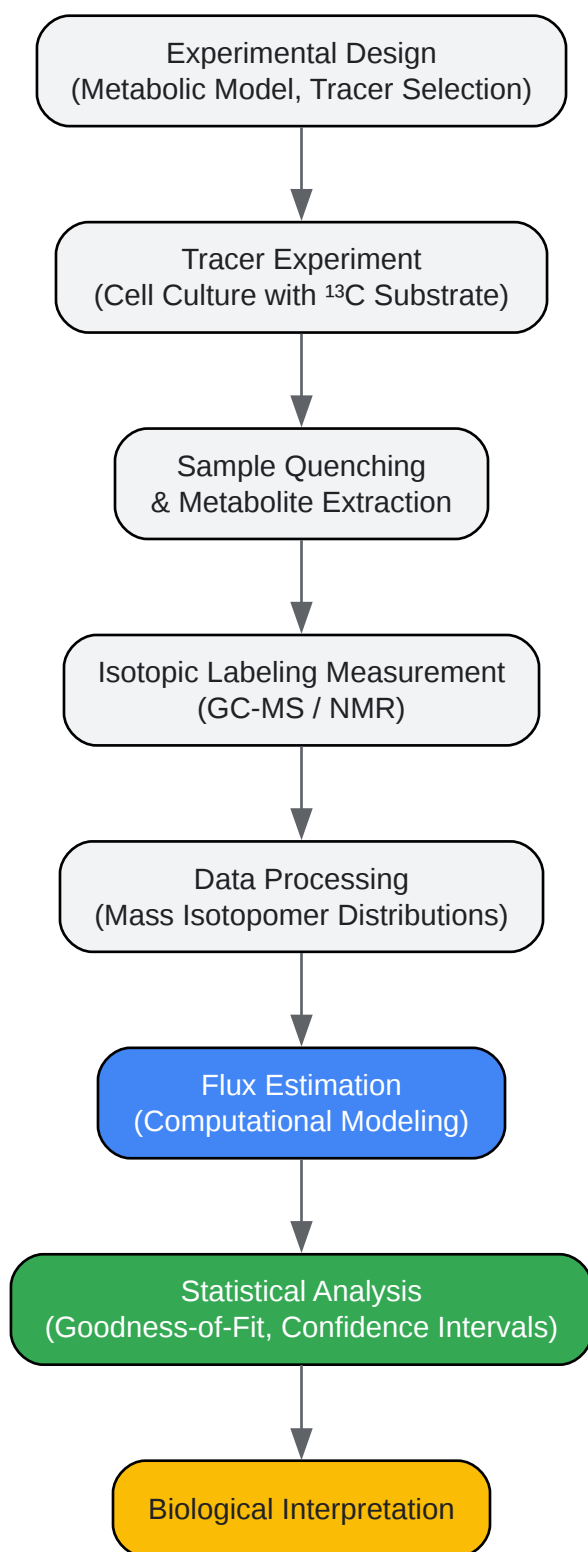 Experimental Design
(Metabolic Model, Tracer Selection)
Tracer Experiment
(Cell Culture with ¹³C Substrate)
Sample Quenching
& Metabolite Extraction
Isotopic Labeling Measurement
(GC-MS / NMR)
Data Processing
(Mass Isotopomer Distributions)
Flux Estimation
(Computational Modeling)
Statistical Analysis
(Goodness-of-Fit, Confidence Intervals)
Biological Interpretation